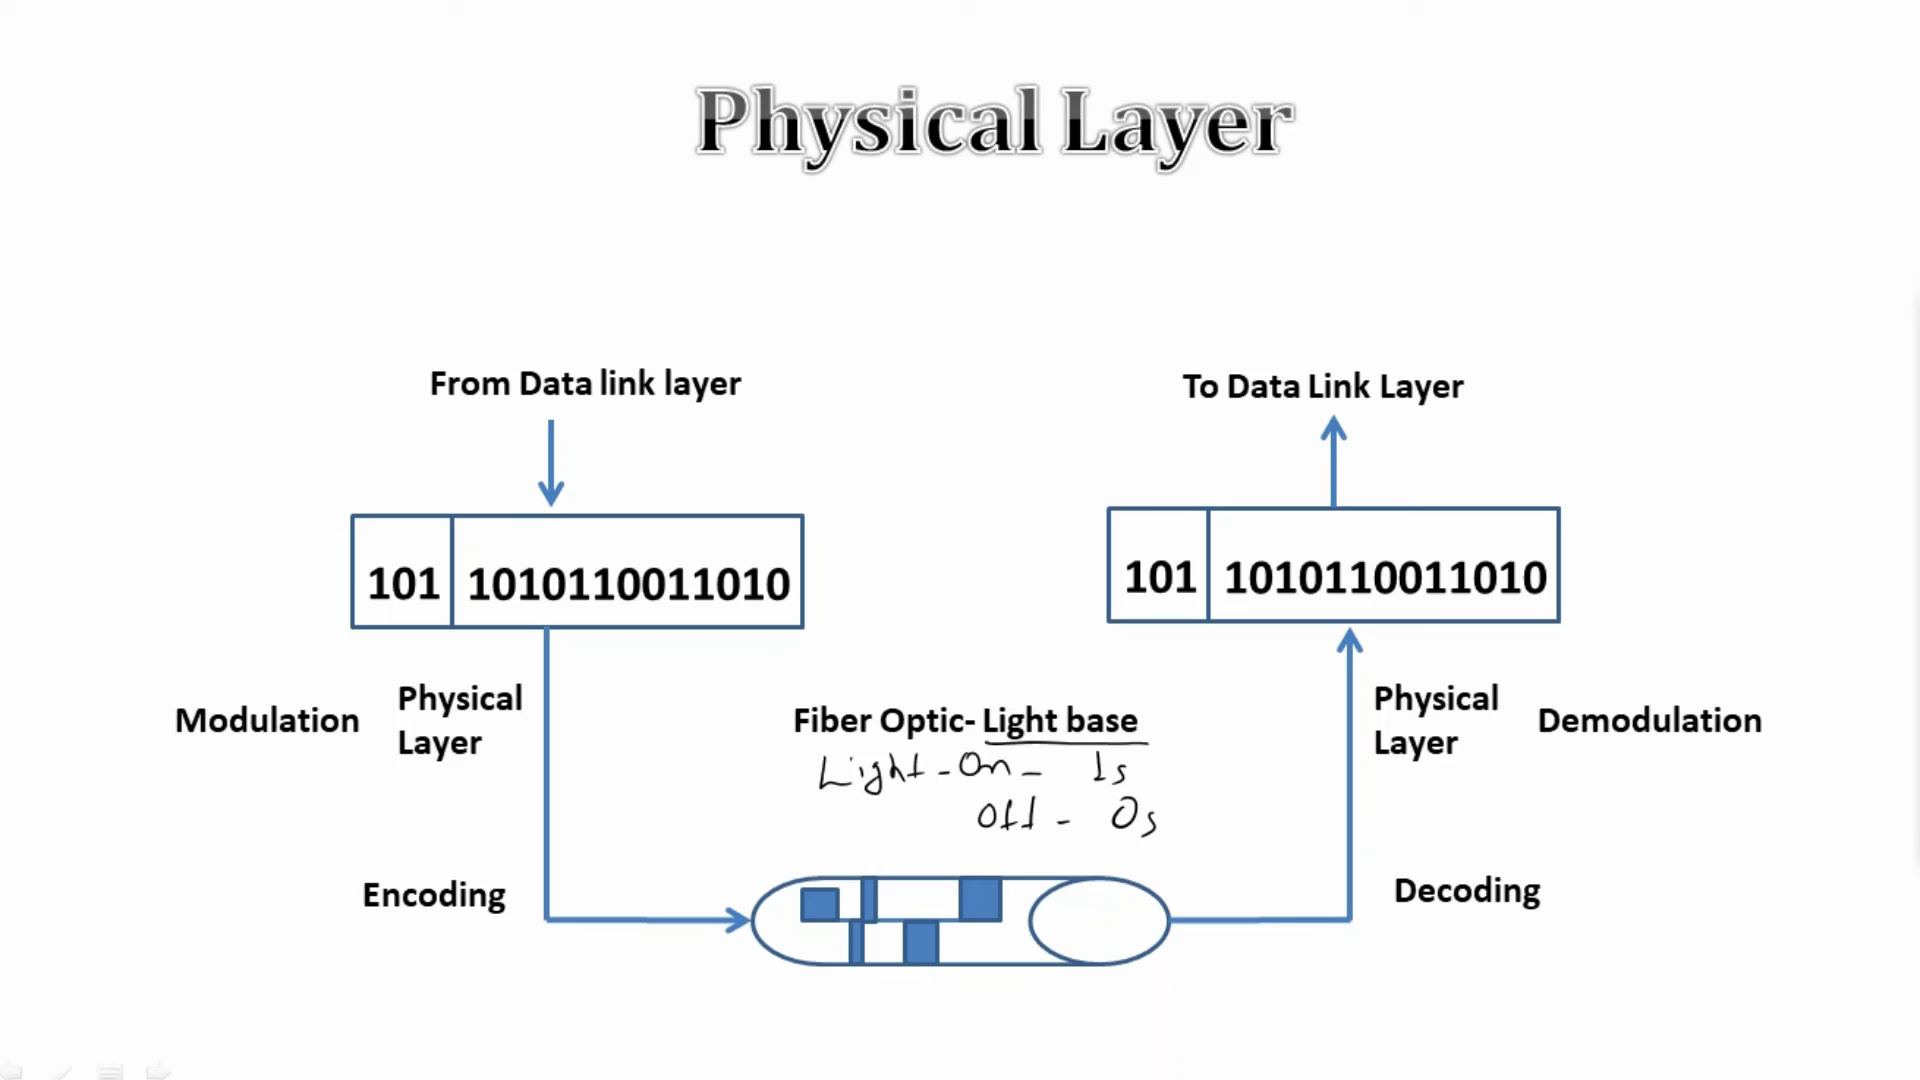 Physical Layer
From Data link layer
To Data Link Layer
101 1010110011010
101 1010110011010
Modulation
Physical
Layer
Fiber Optic- Light base
Light - On - 1s
Off - 0s
Physical
Layer
Demodulation
Encoding
Decoding